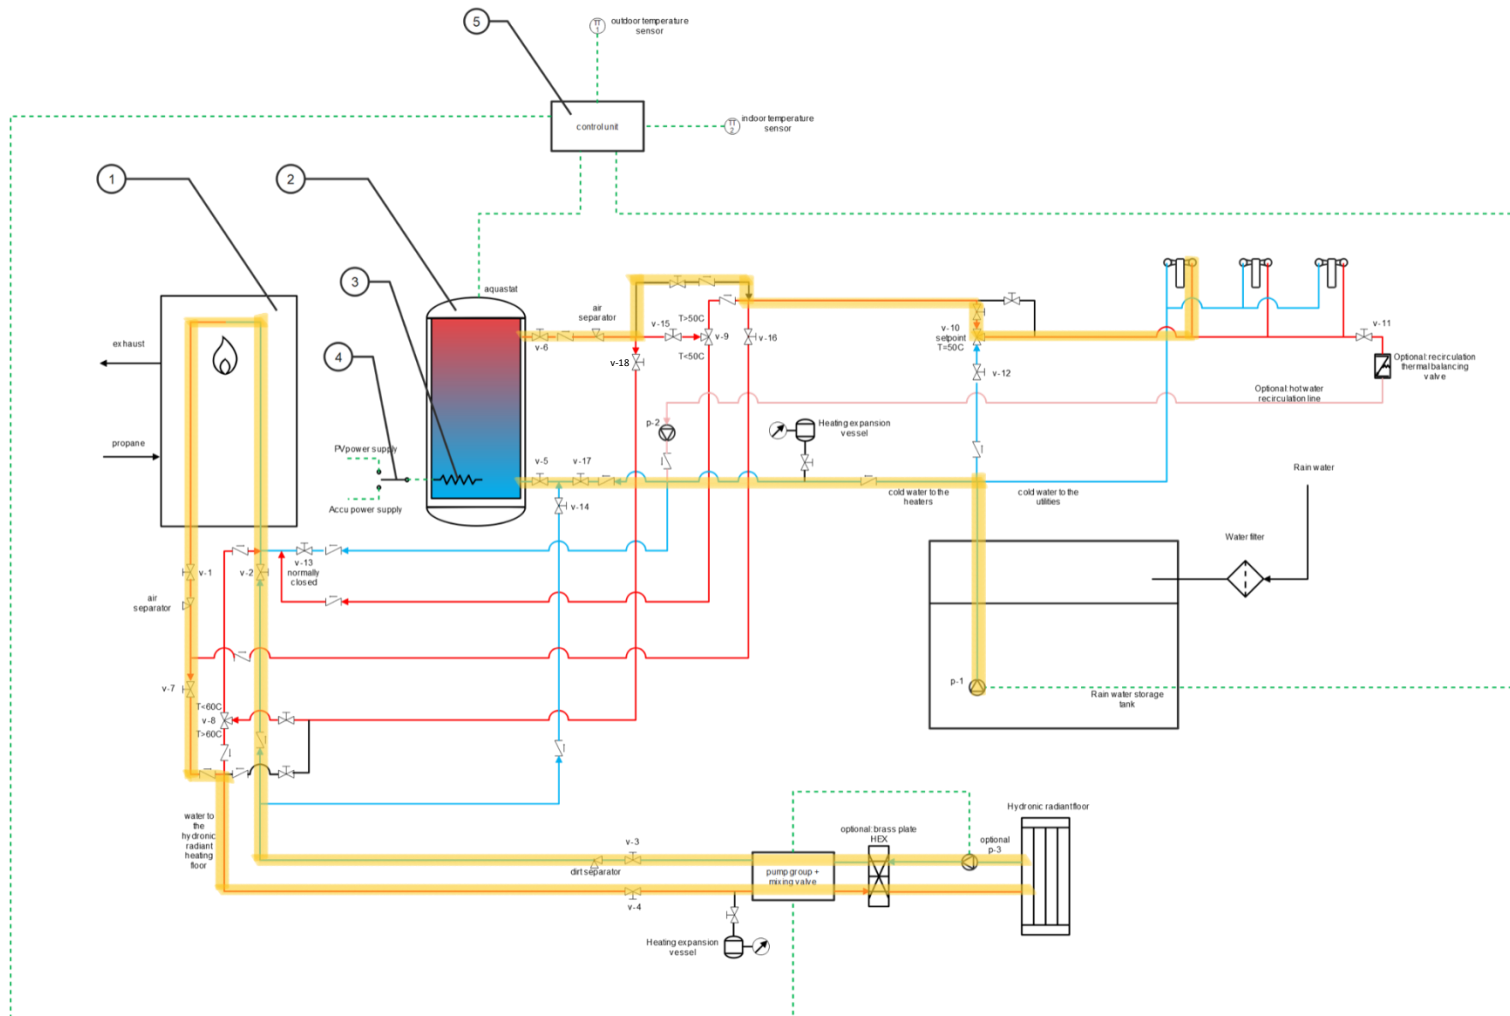 5
TT
1
outdoor temperature
sensor
control unit
TT
2
indoor temperature
sensor
1
2
3
4
aquastat
exhaust
propane
PV power supply
Accu power supply
air
separator
v-6
v-15
T>50C
v-9
T<50C
v-16
v-18
v-10
setpoint
T=50C
v-12
v-11
Optional: recirculation
thermal balancing
valve
Optional: hot water
recirculation line
p-2
Heating expansion
vessel
v-5
v-17
v-14
cold water to the
heaters
cold water to the
utilities
Rain water
Water filter
v-1
v-2
v-13
normally
closed
air
separator
v-7
T<60C
v-8
T>60C
p-1
Rain water storage
tank
water to
the
hydronic
radiant
heating
floor
v-3
dirt separator
v-4
pump group +
mixing valve
optional: brass plate
HEX
optional
p-3
Hydronic radiant floor
Heating expansion
vessel